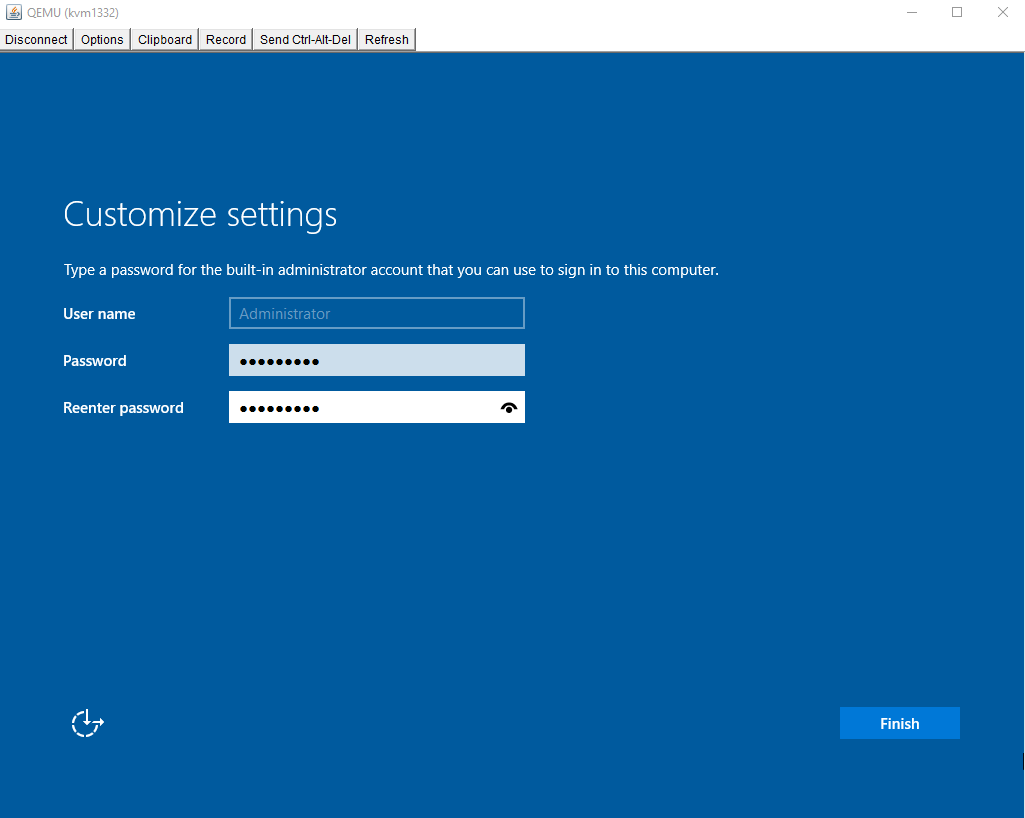 QEMU (kvm1332)
Disconnect Options Clipboard Record Send Ctrl-Alt-Del Refresh
Customize settings
Type a password for the built-in administrator account that you can use to sign in to this computer.
User name Administrator
Password •••••••••
Reenter password •••••••••
Finish